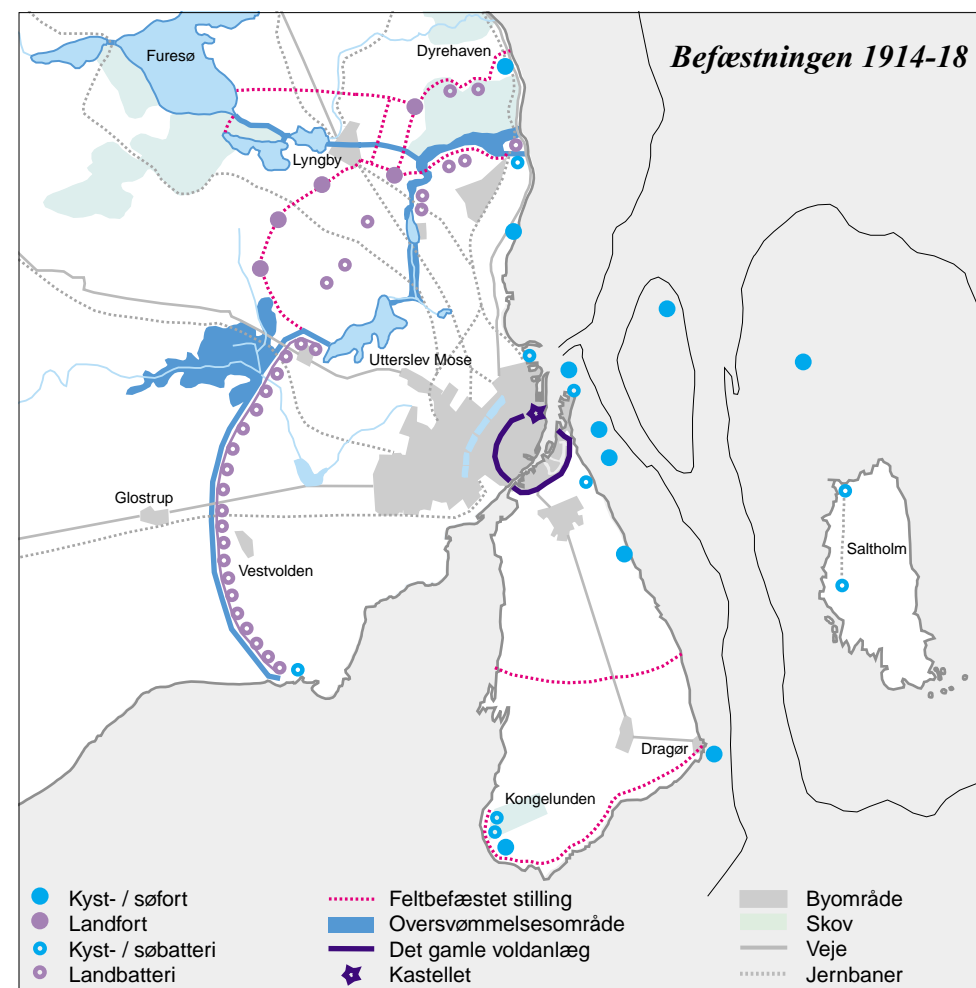 Befæstningen 1914-18
Furesø
Dyrehaven
Lyngby
Utterslev Mose
Glostrup
Vestvolden
Saltholm
Dragør
Kongelunden
Kyst- / søfort
Landfort
Kyst- / søbatteri
Landbatteri
Feltbefæstet stilling
Oversvømmelsesområde
Det gamle voldanlæg
Kastellet
Byområde
Skov
Veje
Jernbaner